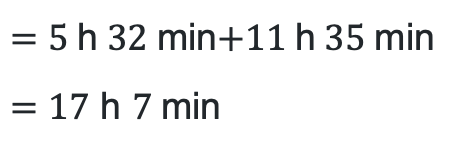 = 5 h 32 min+11 h 35 min
= 17 h 7 min